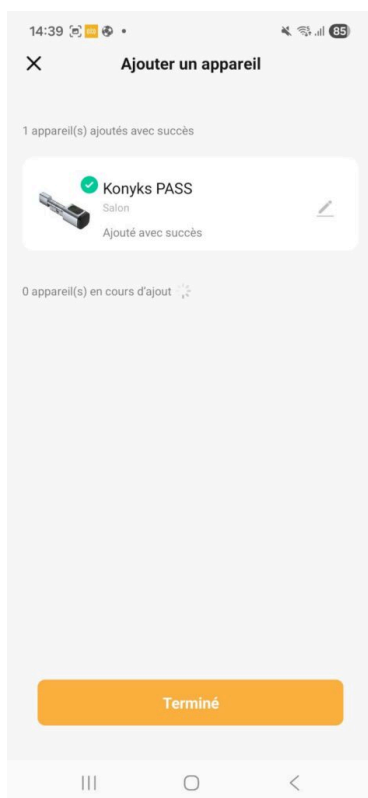 14:39
85
Ajouter un appareil
1 appareil(s) ajoutés avec succès
Konyks PASS
Salon
Ajouté avec succès
0 appareil(s) en cours d'ajout
Terminé